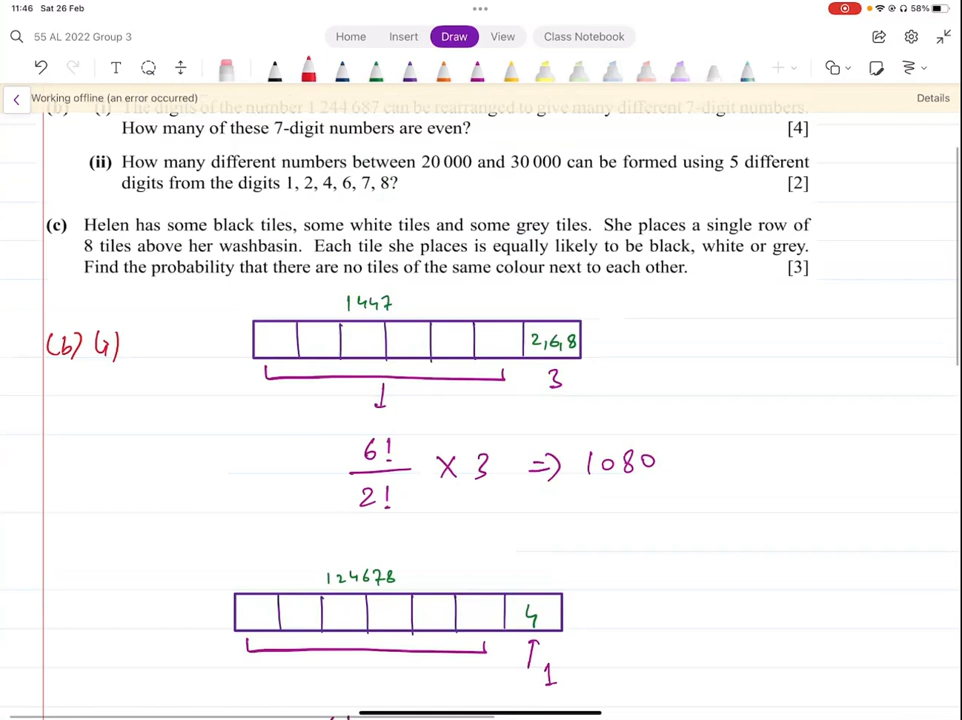 11:46 Sat 26 Feb
58%
55 AL 2022 Group 3
Home Insert Draw View Class Notebook
Working offline (an error occurred) Details
(b) (i) The digits of the number 1 244 687 can be rearranged to give many different 7-digit numbers.
How many of these 7-digit numbers are even? [4]
(ii) How many different numbers between 20 000 and 30 000 can be formed using 5 different
digits from the digits 1, 2, 4, 6, 7, 8? [2]
(c) Helen has some black tiles, some white tiles and some grey tiles. She places a single row of
8 tiles above her washbasin. Each tile she places is equally likely to be black, white or grey.
Find the probability that there are no tiles of the same colour next to each other. [3]
1447
(b) (i)
2,6,8
3
6!/2! × 3 => 1080
124678
4
1